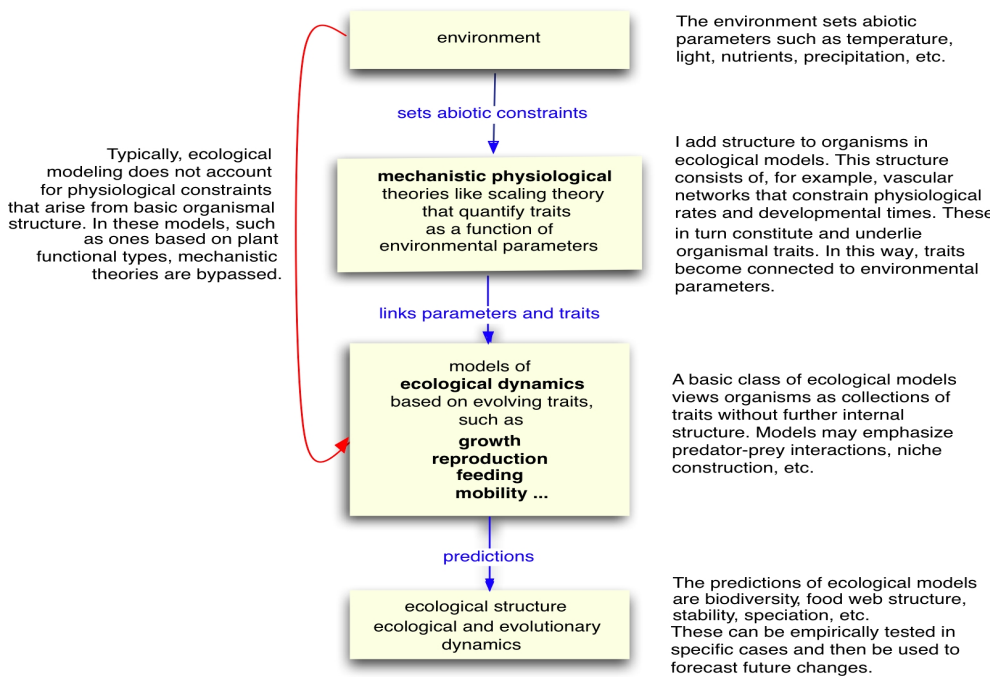 environment
The environment sets abiotic
parameters such as temperature,
light, nutrients, precipitation, etc.
sets abiotic constraints
Typically, ecological
modeling does not account
for physiological constraints
that arise from basic organismal
structure. In these models, such
as ones based on plant
functional types, mechanistic
theories are bypassed.
mechanistic physiological
theories like scaling theory
that quantify traits
as a function of
environmental parameters
I add structure to organisms in
ecological models. This structure
consists of, for example, vascular
networks that constrain physiological
rates and developmental times. These
in turn constitute and underlie
organismal traits. In this way, traits
become connected to environmental
parameters.
links parameters and traits
models of
ecological dynamics
based on evolving traits,
such as
growth
reproduction
feeding
mobility ...
A basic class of ecological models
views organisms as collections of
traits without further internal
structure. Models may emphasize
predator-prey interactions, niche
construction, etc.
predictions
ecological structure
ecological and evolutionary
dynamics
The predictions of ecological models
are biodiversity, food web structure,
stability, speciation, etc.
These can be empirically tested in
specific cases and then be used to
forecast future changes.